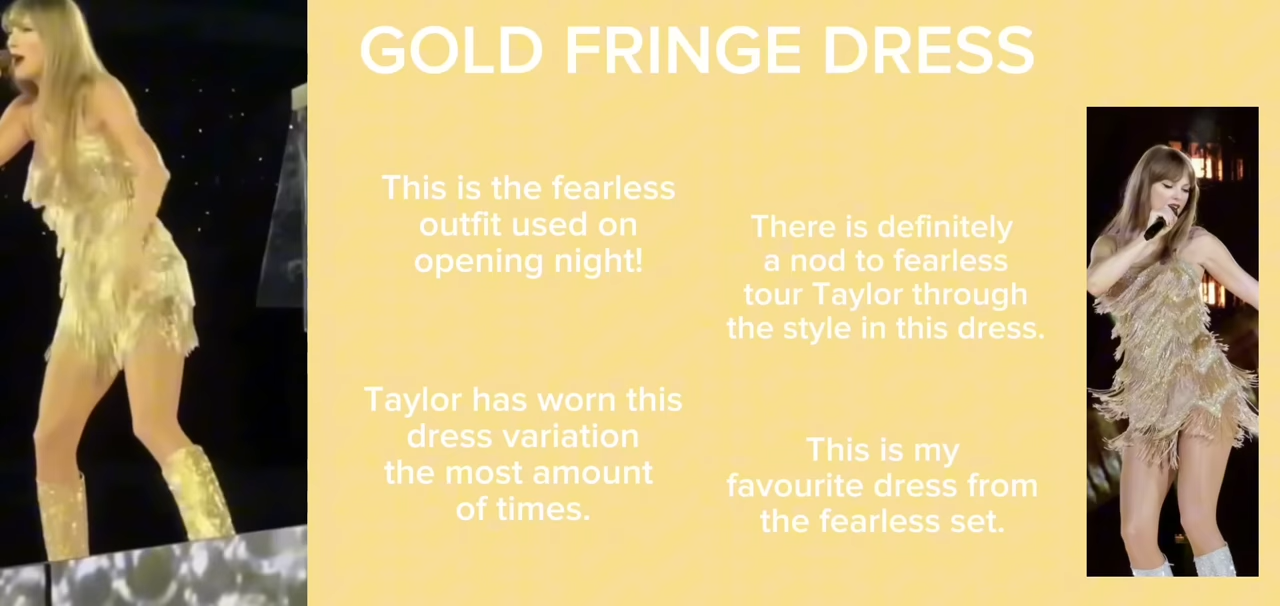 GOLD FRINGE DRESS
This is the fearless
outfit used on
opening night!
There is definitely
a nod to fearless
tour Taylor through
the style in this dress.
Taylor has worn this
dress variation
the most amount
of times.
This is my
favourite dress from
the fearless set.